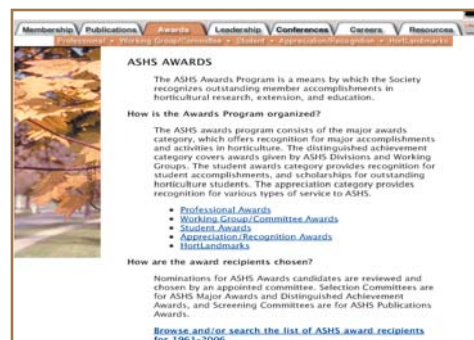 Membership Publications Awards Leadership Conferences Careers Resources
Professional • Working Group/Committee • Student • Appreciation/Recognition • HortLandmarks
ASHS AWARDS
The ASHS Awards Program is a means by which the Society
recognizes outstanding member accomplishments in
horticultural research, extension, and education.
How is the Awards Program organized?
The ASHS awards program consists of the major awards
category, which offers recognition for major accomplishments
and activities in horticulture. The distinguished achievement
category covers awards given by ASHS Divisions and Working
Groups. The student awards category provides recognition for
student accomplishments, and scholarships for outstanding
horticulture students. The appreciation category provides
recognition for various types of service to ASHS.
• Professional Awards
• Working Group/Committee Awards
• Student Awards
• Appreciation/Recognition Awards
• HortLandmarks
How are the award recipients chosen?
Nominations for ASHS Awards candidates are reviewed and
chosen by an appointed committee. Selection Committees are
for ASHS Major Awards and Distinguished Achievement
Awards, and Screening Committees are for ASHS Publications
Awards.
Browse and/or search the list of ASHS award recipients
for 1961-2006